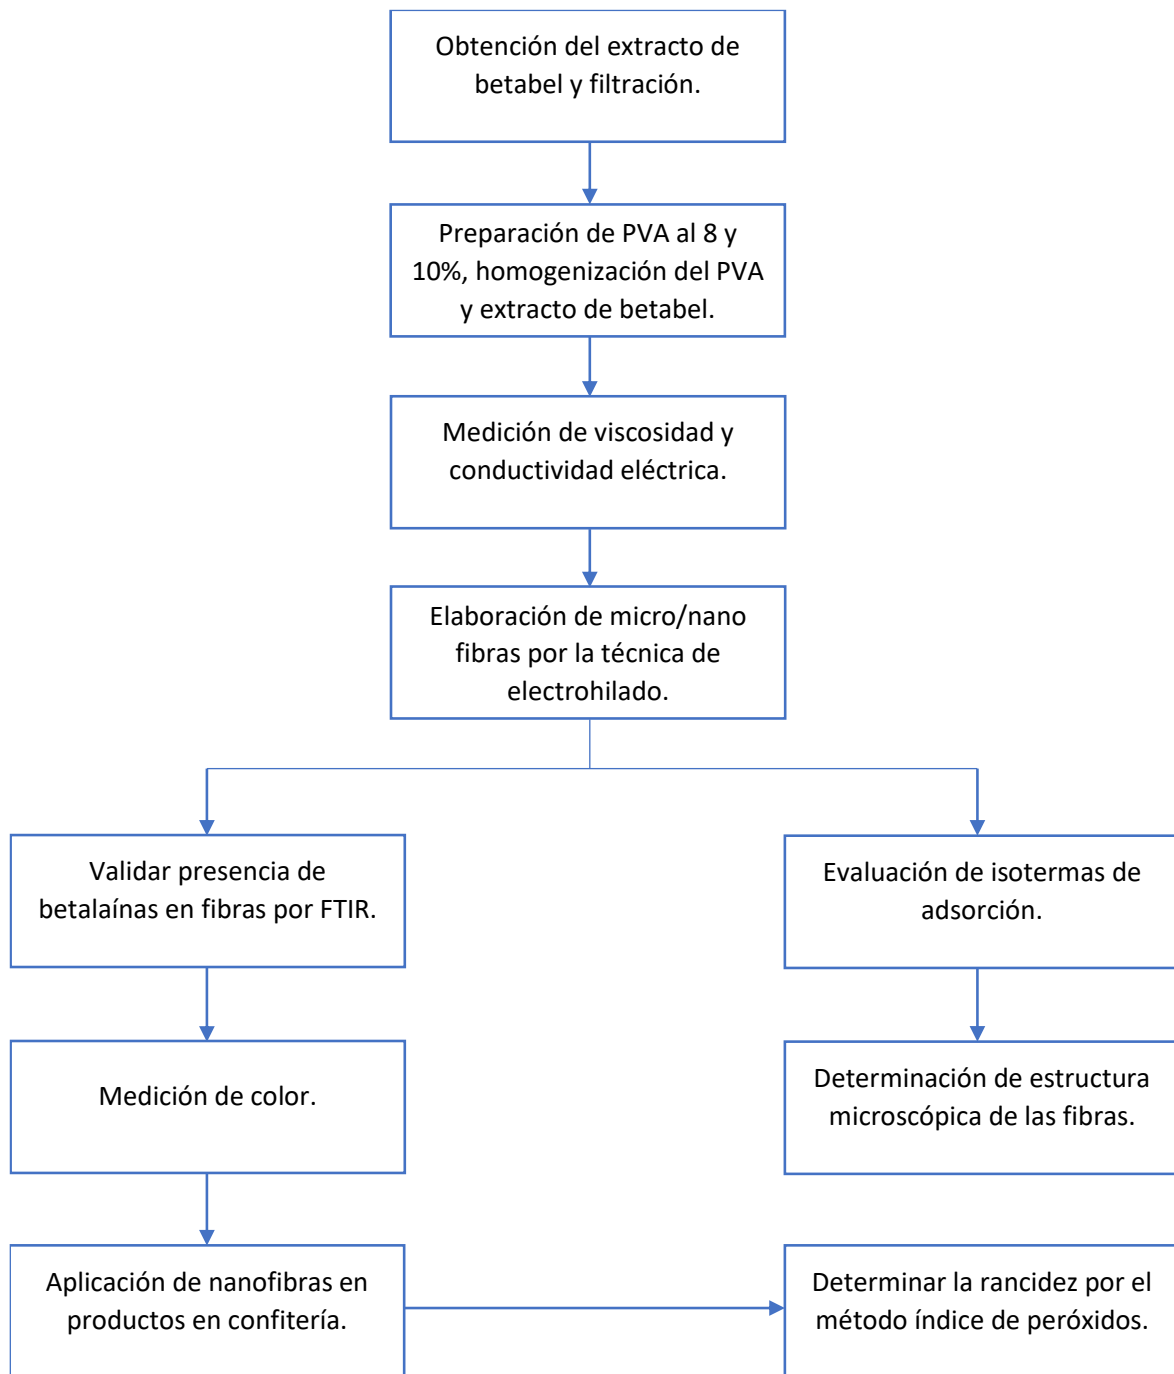 Obtención del extracto de
betabel y filtración.
Preparación de PVA al 8 y
10%, homogenización del PVA
y extracto de betabel.
Medición de viscosidad y
conductividad eléctrica.
Elaboración de micro/nano
fibras por la técnica de
electrohilado.
Validar presencia de
betalaínas en fibras por FTIR.
Evaluación de isotermas de
adsorción.
Medición de color.
Determinación de estructura
microscópica de las fibras.
Aplicación de nanofibras en
productos en confitería.
Determinar la rancidez por el
método índice de peróxidos.